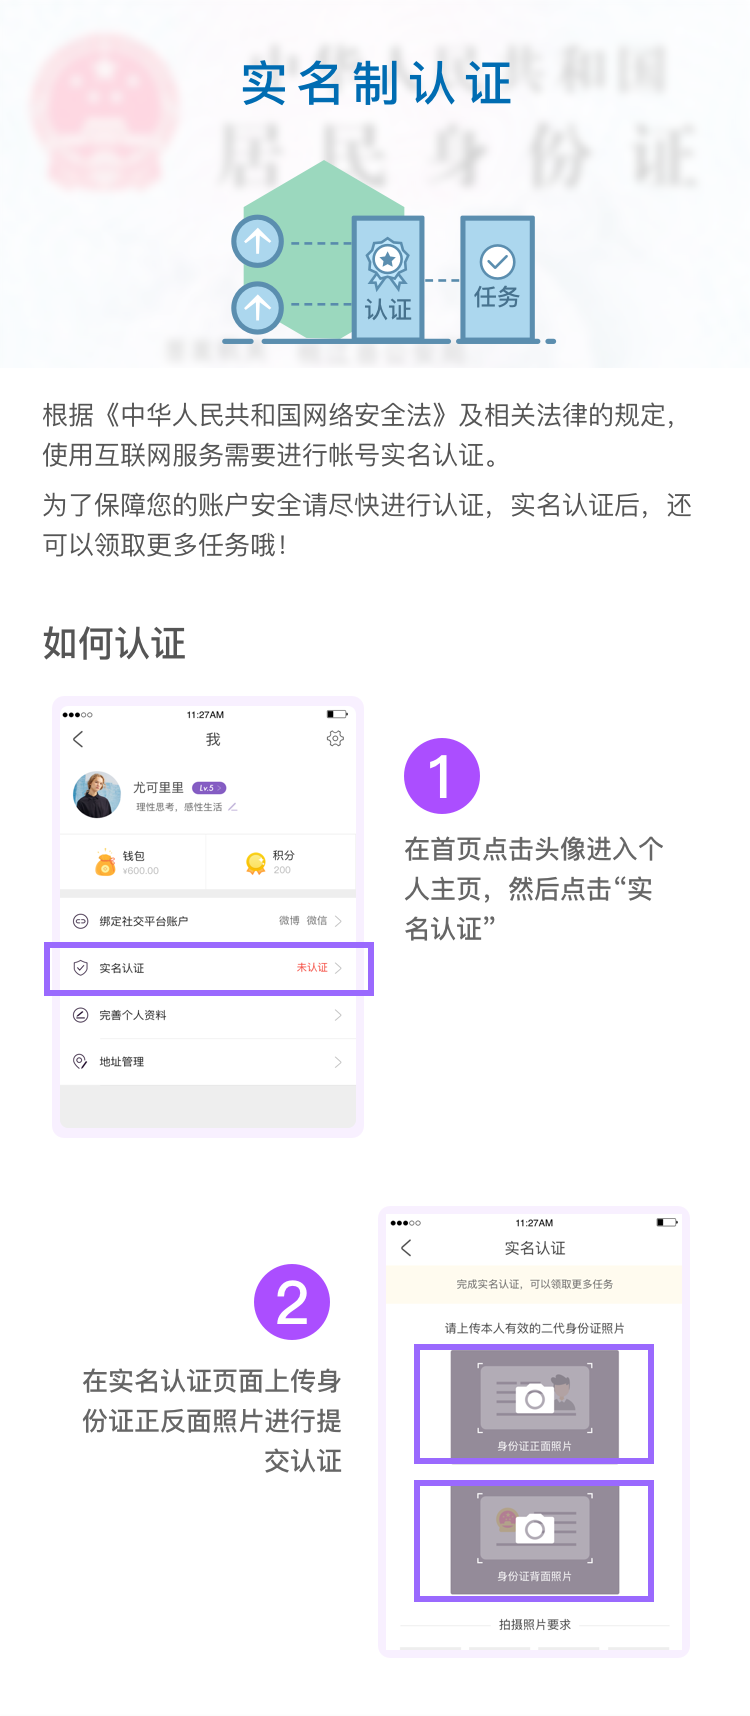 中华人民共和国
实名制认证
居民身份证
认证
任务
根据《中华人民共和国网络安全法》及相关法律的规定，
使用互联网服务需要进行帐号实名认证。
为了保障您的账户安全请尽快进行认证，实名认证后，还
可以领取更多任务哦！
如何认证
11:27AM
我
尤可里里 Lv.5
理性思考，感性生活
钱包
¥600.00
积分
200
绑定社交平台账户 微博 微信
实名认证 未认证
完善个人资料
地址管理
1
在首页点击头像进入个
人主页，然后点击“实
名认证”
2
在实名认证页面上传身
份证正反面照片进行提
交认证
11:27AM
实名认证
完成实名认证，可以领取更多任务
请上传本人有效的二代身份证照片
身份证正面照片
身份证背面照片
拍摄照片要求